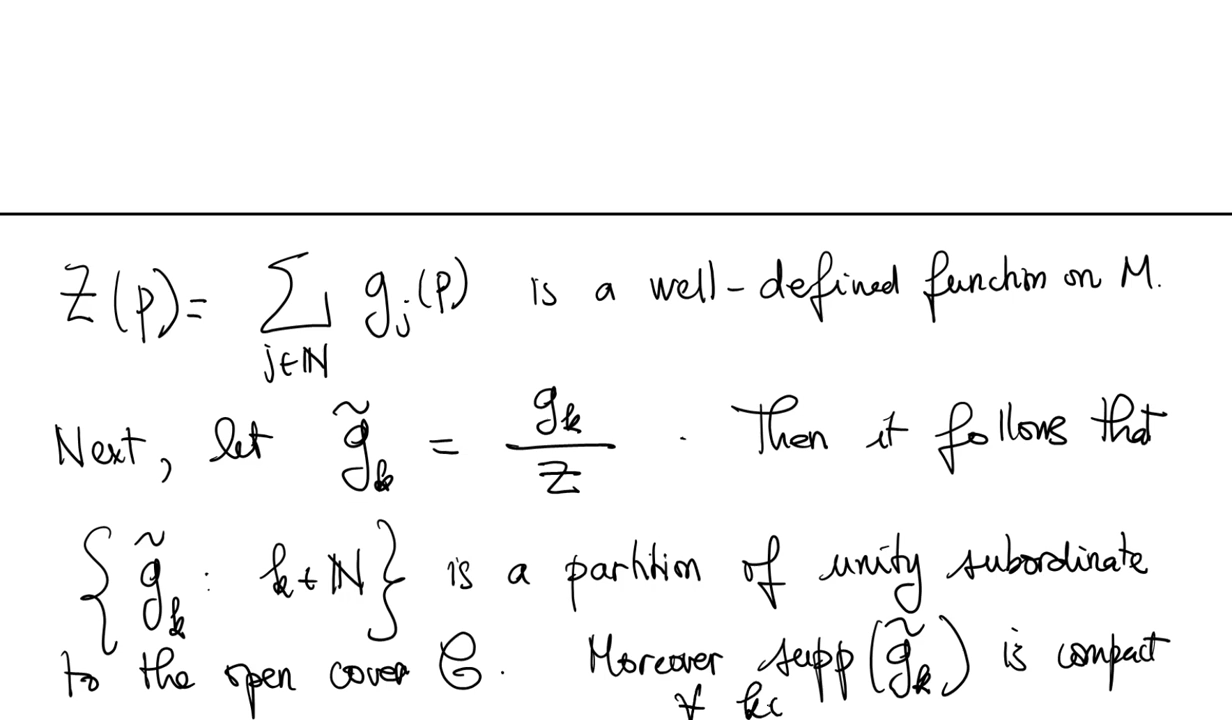 Z(p) = ∑_{j∈ℕ} g_j(p) is a well-defined function on M.
Next, let g̃_k = g_k / Z . Then it follows that
{ g̃_k : k ∈ ℕ } is a partition of unity subordinate
to the open cover 𝒞. Moreover supp(g̃_k) is compact
∀ k∈